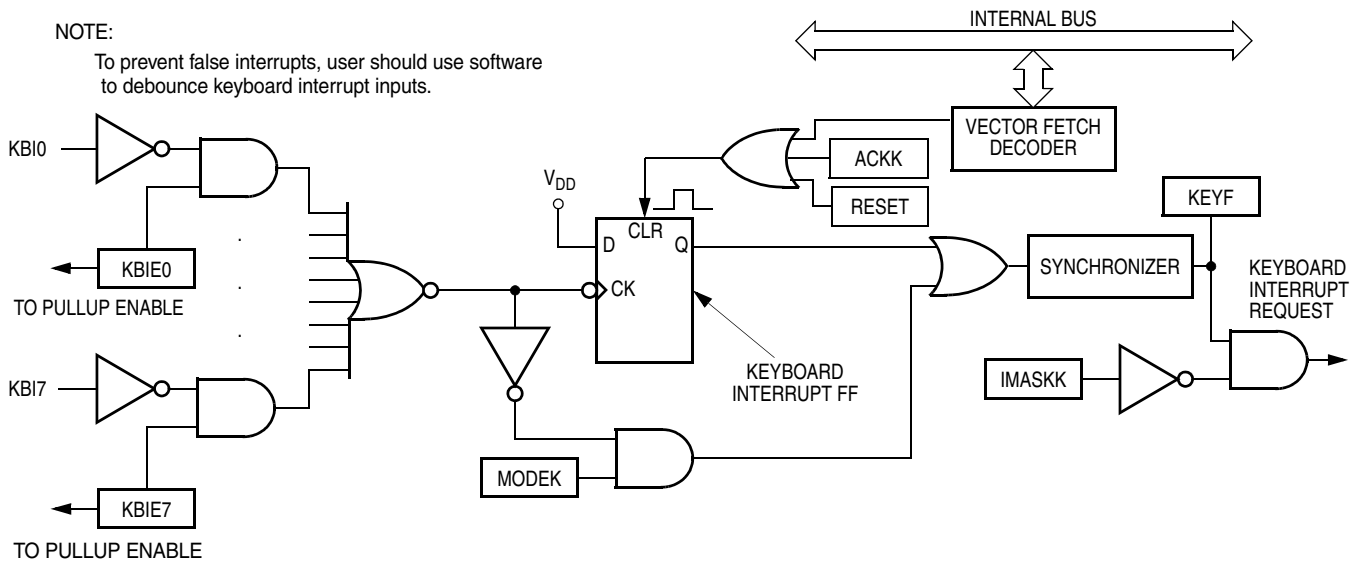 NOTE:
To prevent false interrupts, user should use software
to debounce keyboard interrupt inputs.
INTERNAL BUS
VECTOR FETCH
DECODER
ACKK
RESET
KBI0
KBIE0
TO PULLUP ENABLE
.
.
.
KBI7
KBIE7
TO PULLUP ENABLE
VDD
D
CLR
Q
CK
KEYBOARD
INTERRUPT FF
MODEK
SYNCHRONIZER
KEYF
IMASKK
KEYBOARD
INTERRUPT
REQUEST